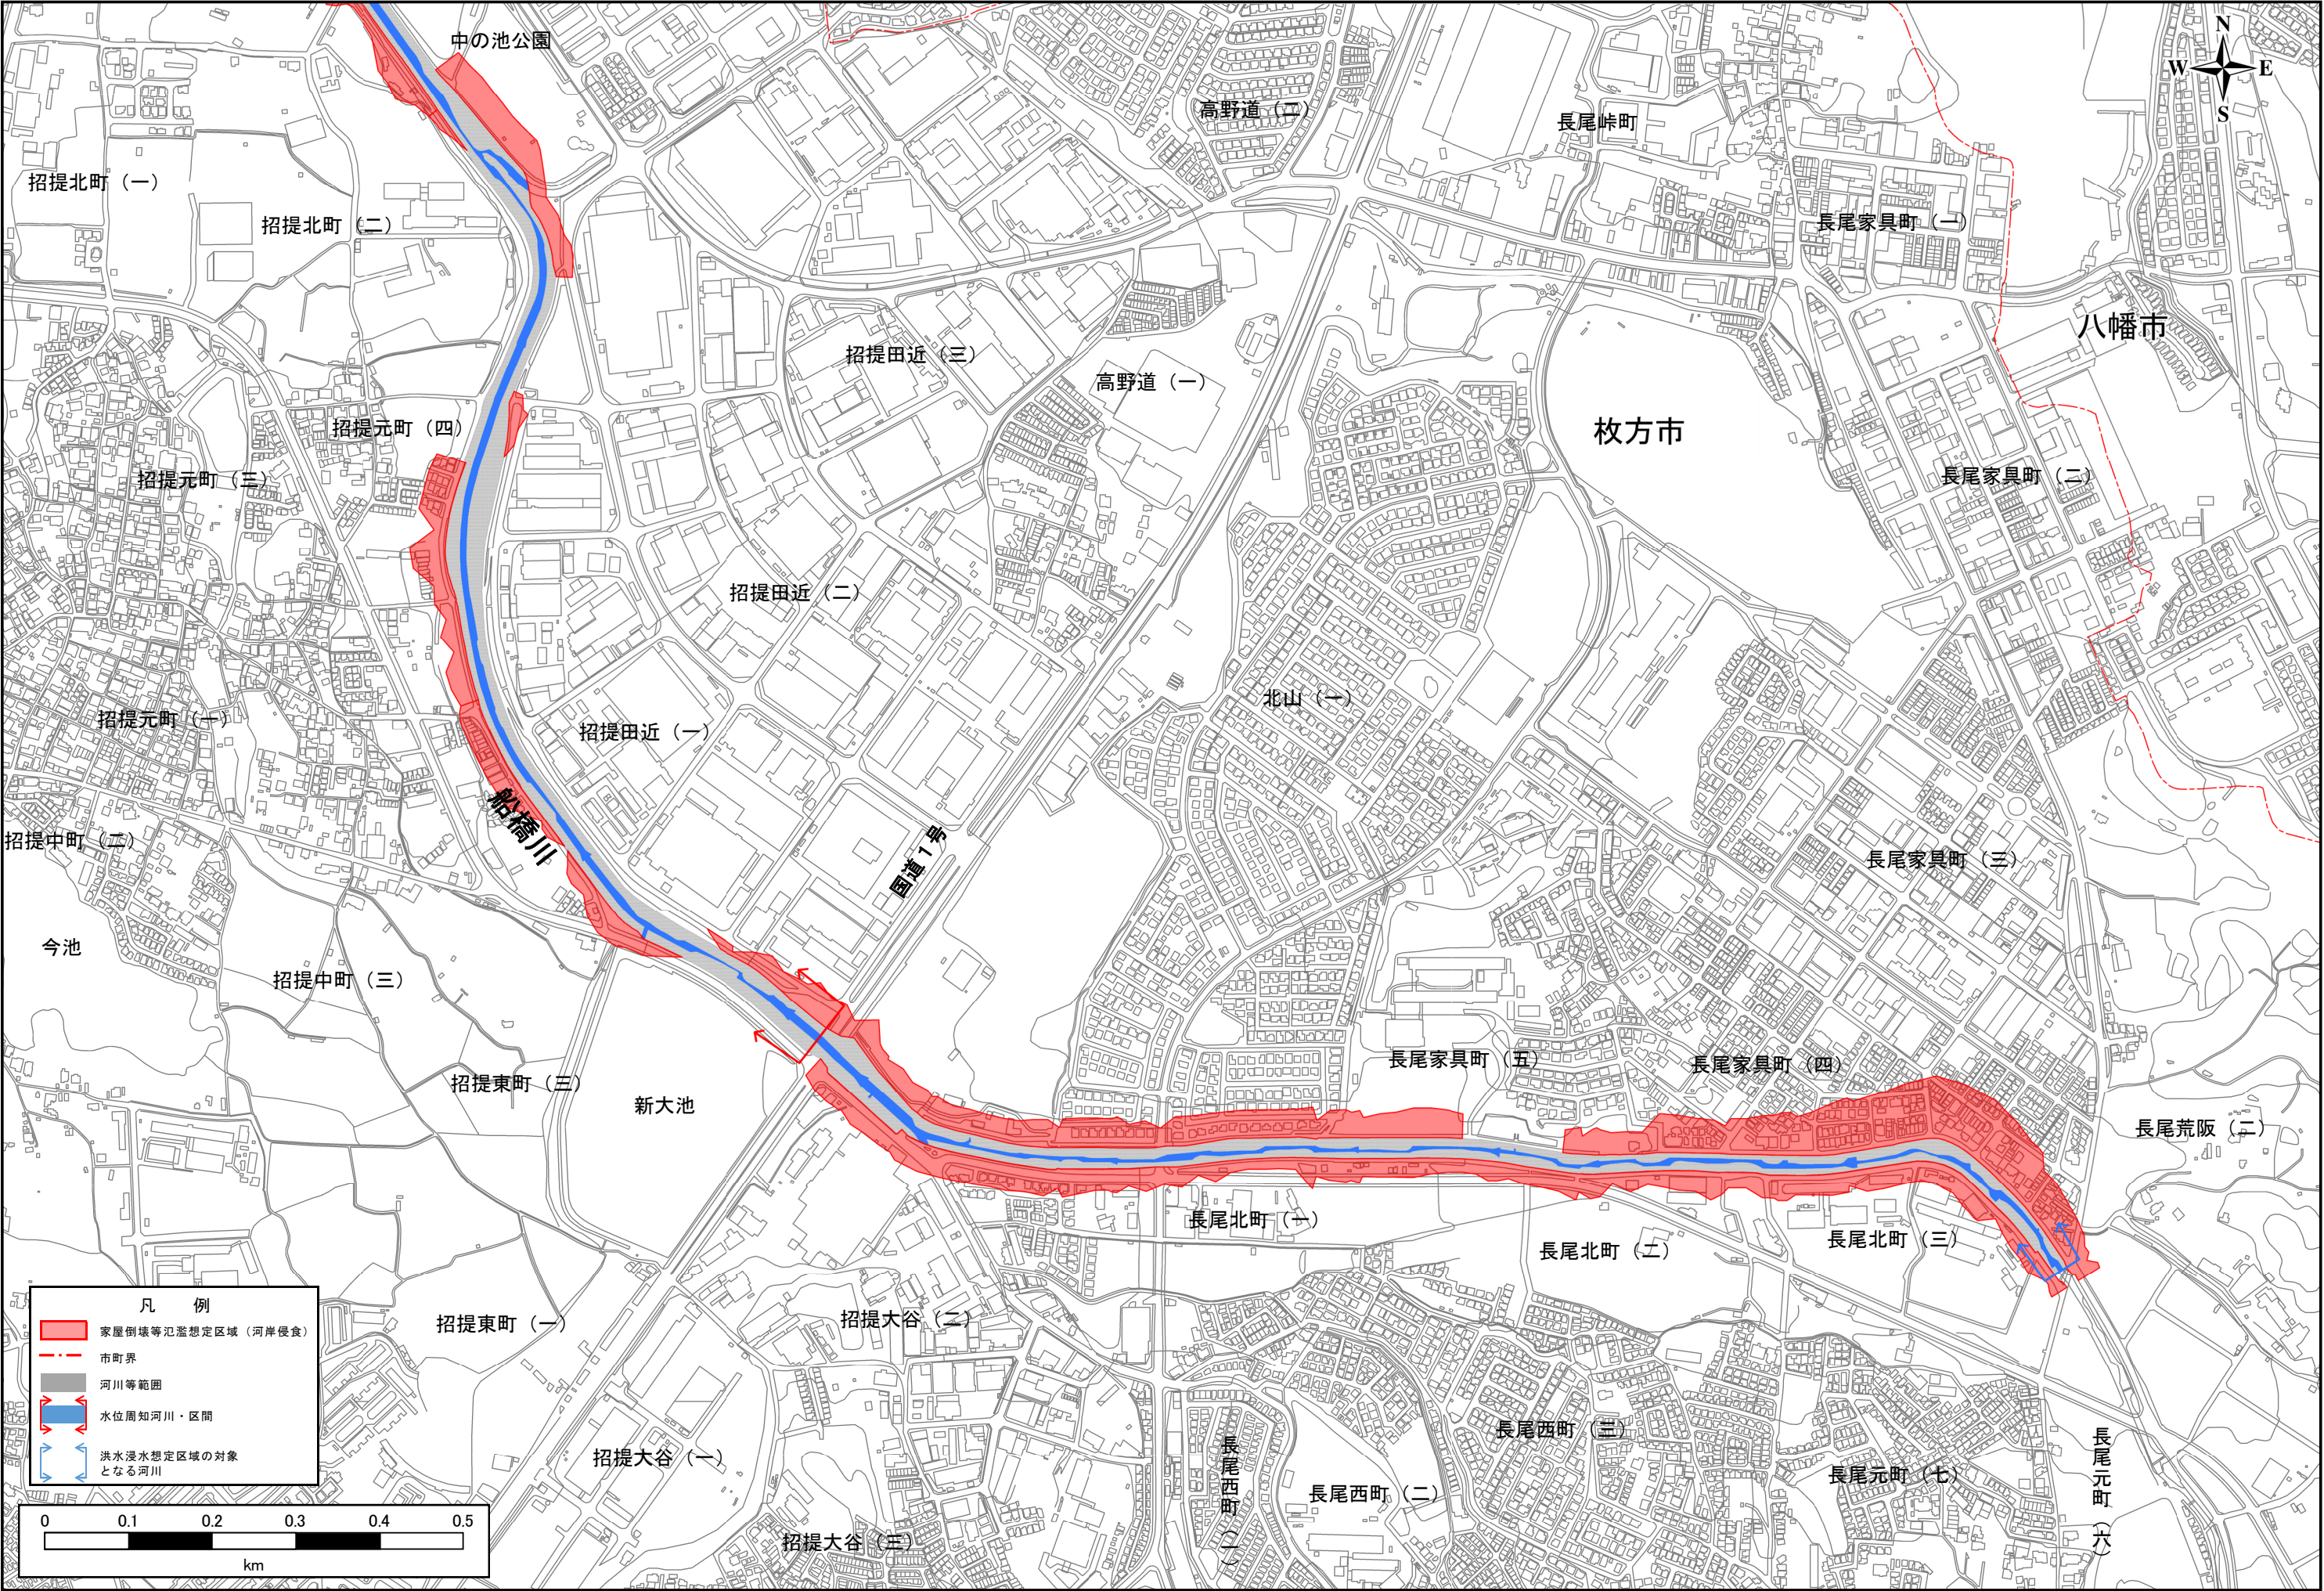 中の池公園
N
W
E
S
高野道（二）
長尾峠町
招提北町（一）
招提北町（二）
長尾家具町（一）
八幡市
招提田近（三）
高野道（一）
枚方市
招提元町（四）
招提元町（三）
長尾家具町（二）
招提田近（二）
北山（一）
招提元町（一）
招提田近（一）
船橋川
国道1号
招提中町（二）
長尾家具町（三）
今池
招提中町（三）
長尾家具町（五）
長尾家具町（四）
招提東町（三）
新大池
長尾荒阪（二）
長尾北町（一）
長尾北町（二）
長尾北町（三）
招提東町（一）
招提大谷（二）
招提大谷（一）
長尾西町（一）
長尾西町（三）
長尾西町（二）
長尾元町（七）
長尾元町（六）
招提大谷（三）
凡 例
家屋倒壊等氾濫想定区域（河岸侵食）
市町界
河川等範囲
水位周知河川・区間
洪水浸水想定区域の対象
となる河川
0 0.1 0.2 0.3 0.4 0.5
km